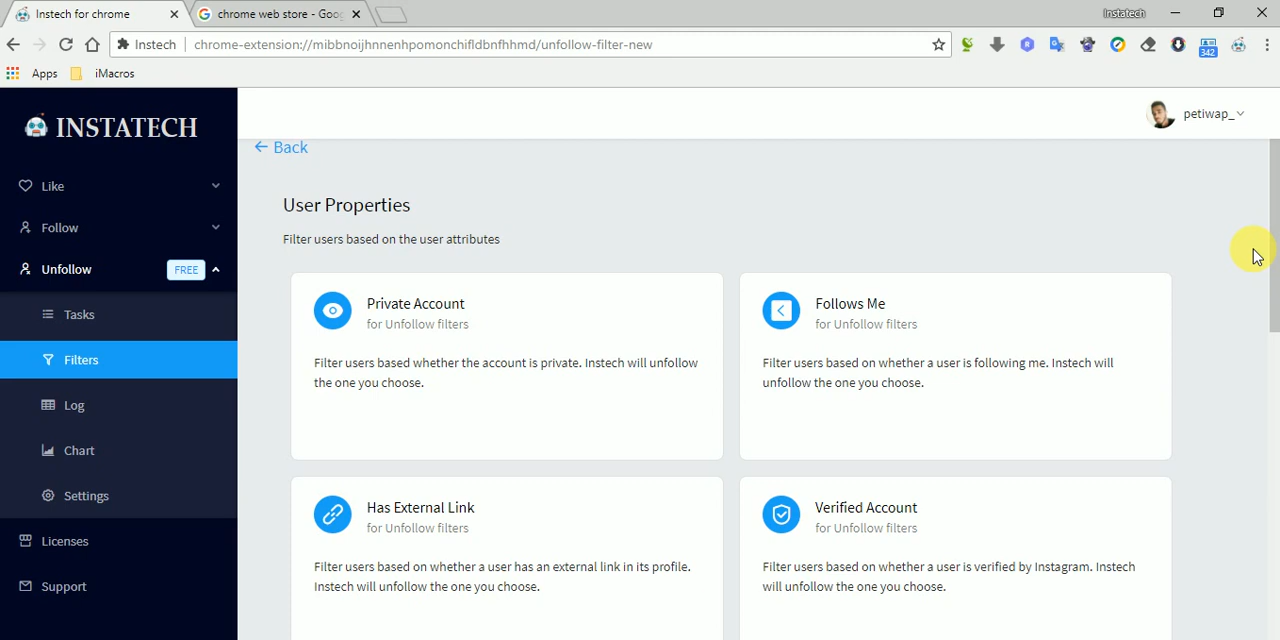 Instech for chrome
chrome web store - Goo
Instatech
Instech chrome-extension://mibbnoijhnnenhpomonchifldbnfhhmd/unfollow-filter-new
342
Apps iMacros
INSTATECH
petiwap_
Back
Like
Follow
Unfollow FREE
Tasks
Filters
Log
Chart
Settings
Licenses
Support
User Properties
Filter users based on the user attributes
Private Account
for Unfollow filters
Filter users based whether the account is private. Instech will unfollow
the one you choose.
Follows Me
for Unfollow filters
Filter users based on whether a user is following me. Instech will
unfollow the one you choose.
Has External Link
for Unfollow filters
Filter users based on whether a user has an external link in its profile.
Instech will unfollow the one you choose.
Verified Account
for Unfollow filters
Filter users based on whether a user is verified by Instagram. Instech
will unfollow the one you choose.